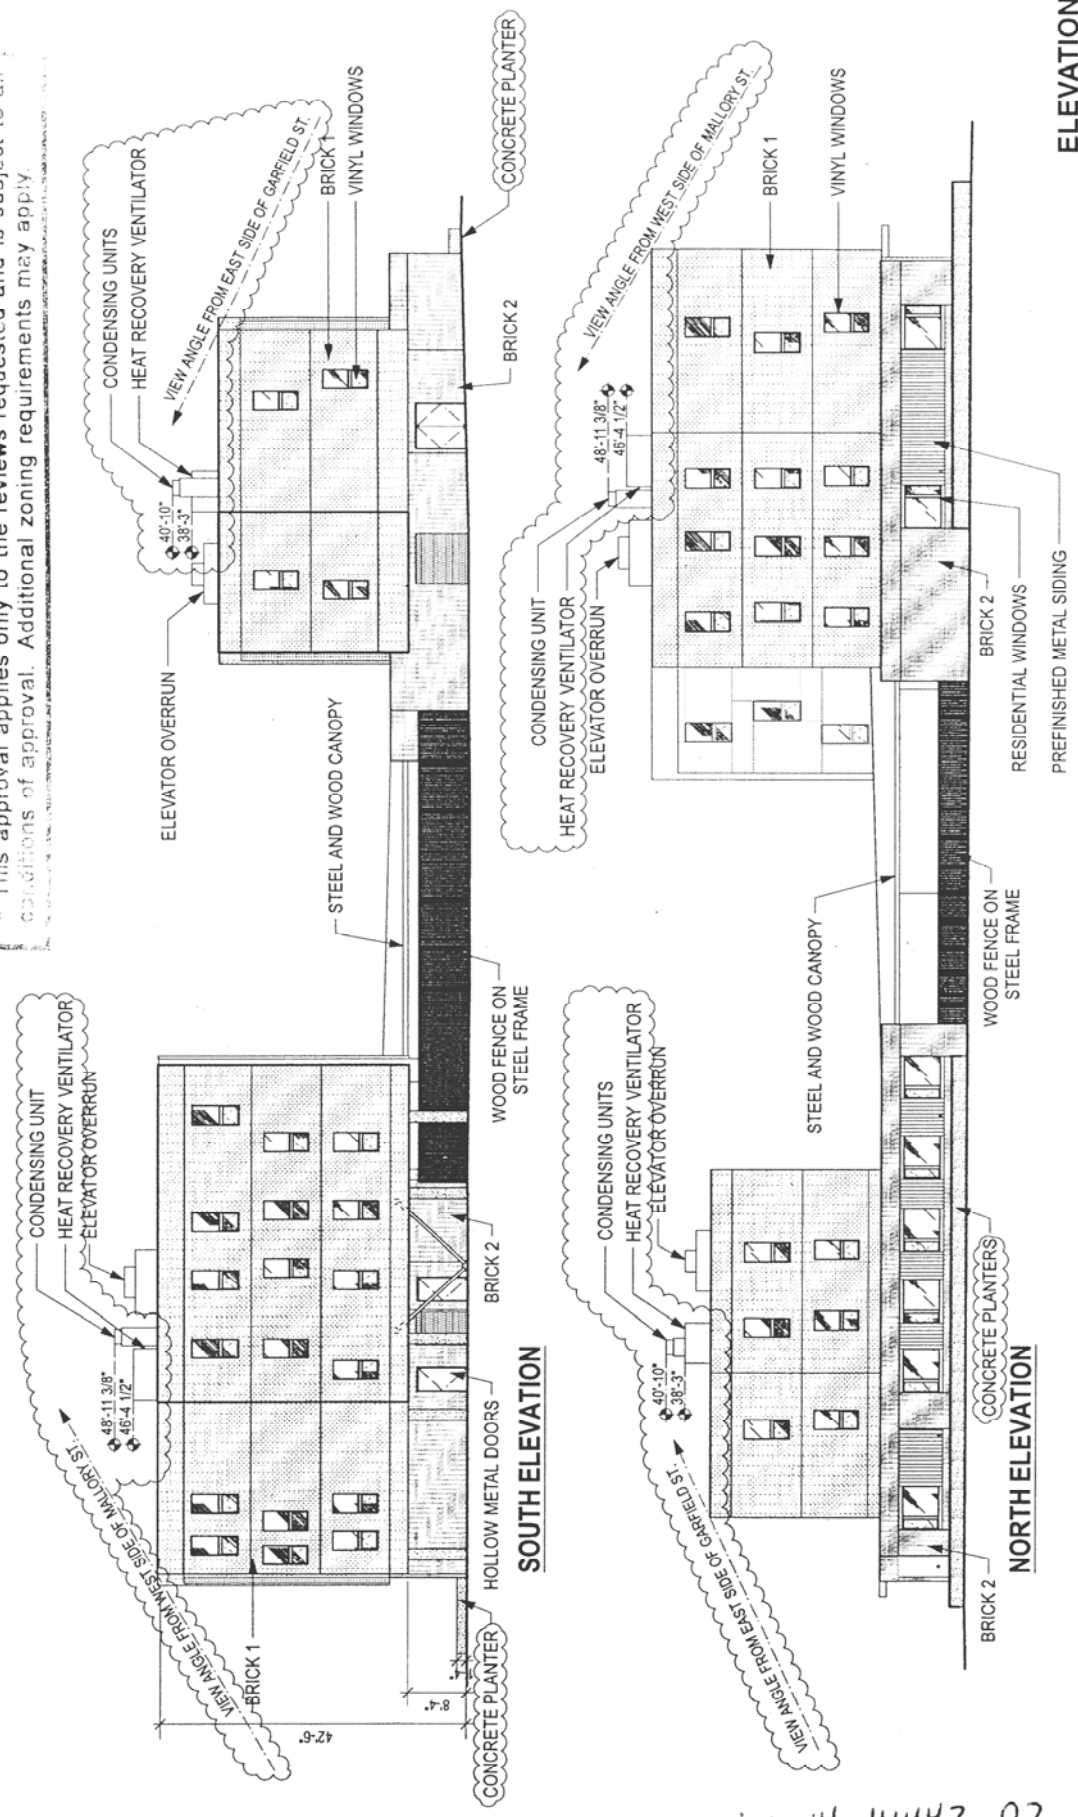 This approval applies only to the reviews requested and is subject to all
conditions of approval. Additional zoning requirements may apply.
CONDENSING UNIT
HEAT RECOVERY VENTILATOR
ELEVATOR OVERRUN
48'-11 3/8"
46'-4 1/2"
VIEW ANGLE FROM WEST SIDE OF MALLORY ST.
BRICK 1
42'-6"
8'-4"
CONCRETE PLANTER
HOLLOW METAL DOORS
BRICK 2
WOOD FENCE ON
STEEL FRAME
STEEL AND WOOD CANOPY
ELEVATOR OVERRUN
40'-10"
38'-3"
CONDENSING UNITS
HEAT RECOVERY VENTILATOR
VIEW ANGLE FROM EAST SIDE OF GARFIELD ST.
BRICK 1
VINYL WINDOWS
BRICK 2
CONCRETE PLANTER
SOUTH ELEVATION
CONDENSING UNITS
HEAT RECOVERY VENTILATOR
ELEVATOR OVERRUN
40'-10"
38'-3"
VIEW ANGLE FROM EAST SIDE OF GARFIELD ST.
BRICK 2
CONCRETE PLANTERS
STEEL AND WOOD CANOPY
WOOD FENCE ON
STEEL FRAME
CONDENSING UNIT
HEAT RECOVERY VENTILATOR
ELEVATOR OVERRUN
48'-11 3/8"
46'-4 1/2"
VIEW ANGLE FROM WEST SIDE OF MALLORY ST.
BRICK 1
VINYL WINDOWS
BRICK 2
RESIDENTIAL WINDOWS
PREFINISHED METAL SIDING
NORTH ELEVATION
ELEVATION